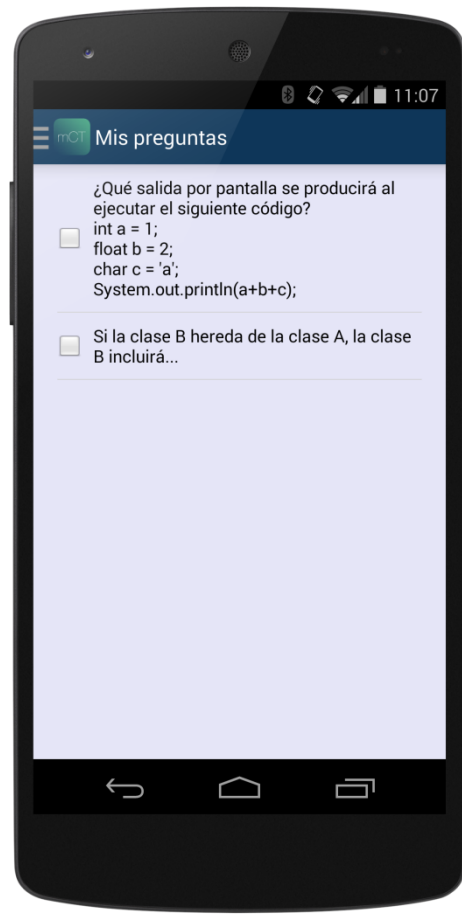 11:07
mCT Mis preguntas
¿Qué salida por pantalla se producirá al
ejecutar el siguiente código?
int a = 1;
float b = 2;
char c = 'a';
System.out.println(a+b+c);
Si la clase B hereda de la clase A, la clase
B incluirá...